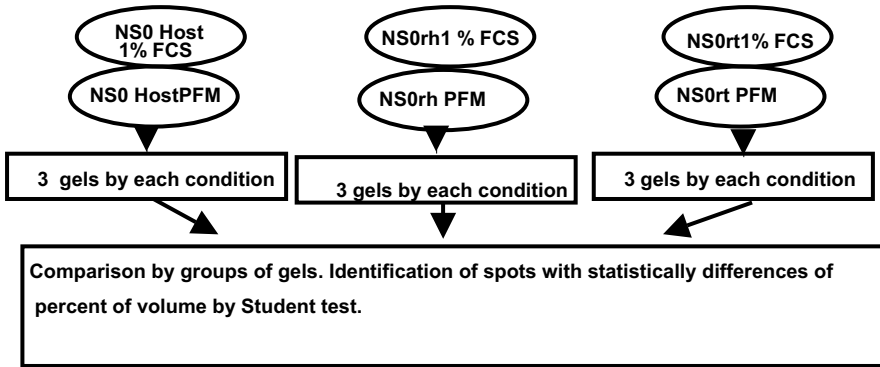 NS0 Host
1% FCS
NS0 HostPFM
NS0rh1 % FCS
NS0rh PFM
NS0rt1% FCS
NS0rt PFM
3 gels by each condition
3 gels by each condition
3 gels by each condition
Comparison by groups of gels. Identification of spots with statistically differences of
percent of volume by Student test.